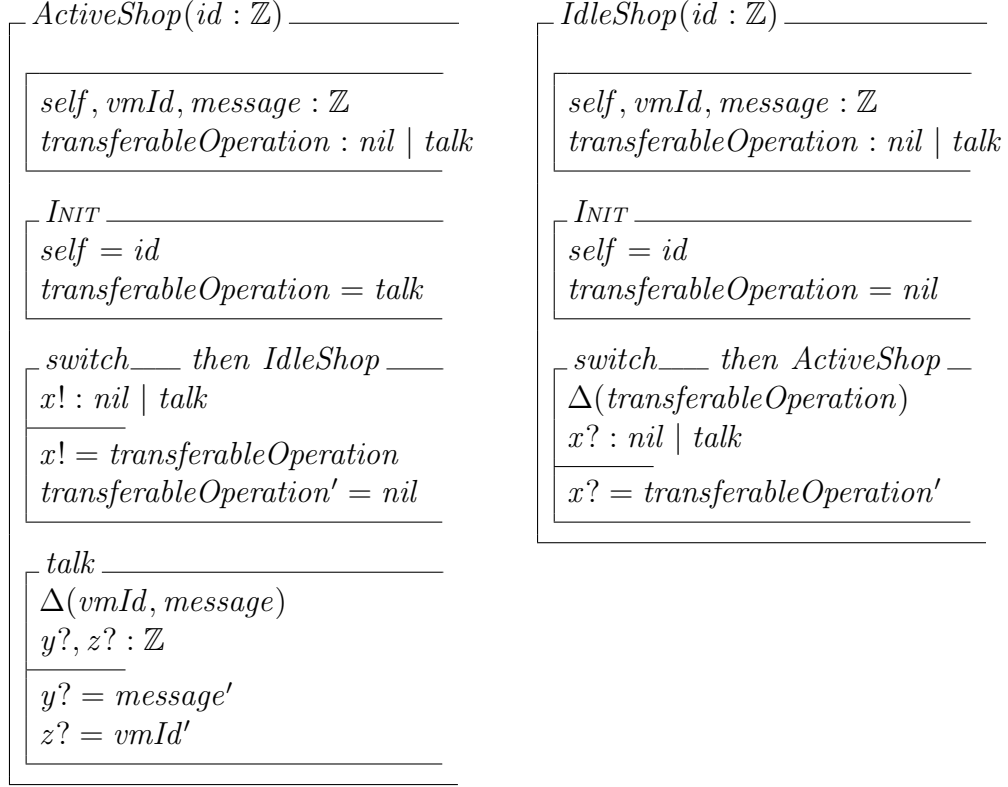 ActiveShop(id : ℤ)
self, vmId, message : ℤ
transferableOperation : nil | talk
INIT
self = id
transferableOperation = talk
switch___ then IdleShop
x! : nil | talk
x! = transferableOperation
transferableOperation′ = nil
talk
Δ(vmId, message)
y?, z? : ℤ
y? = message′
z? = vmId′
IdleShop(id : ℤ)
self, vmId, message : ℤ
transferableOperation : nil | talk
INIT
self = id
transferableOperation = nil
switch___ then ActiveShop
Δ(transferableOperation)
x? : nil | talk
x? = transferableOperation′